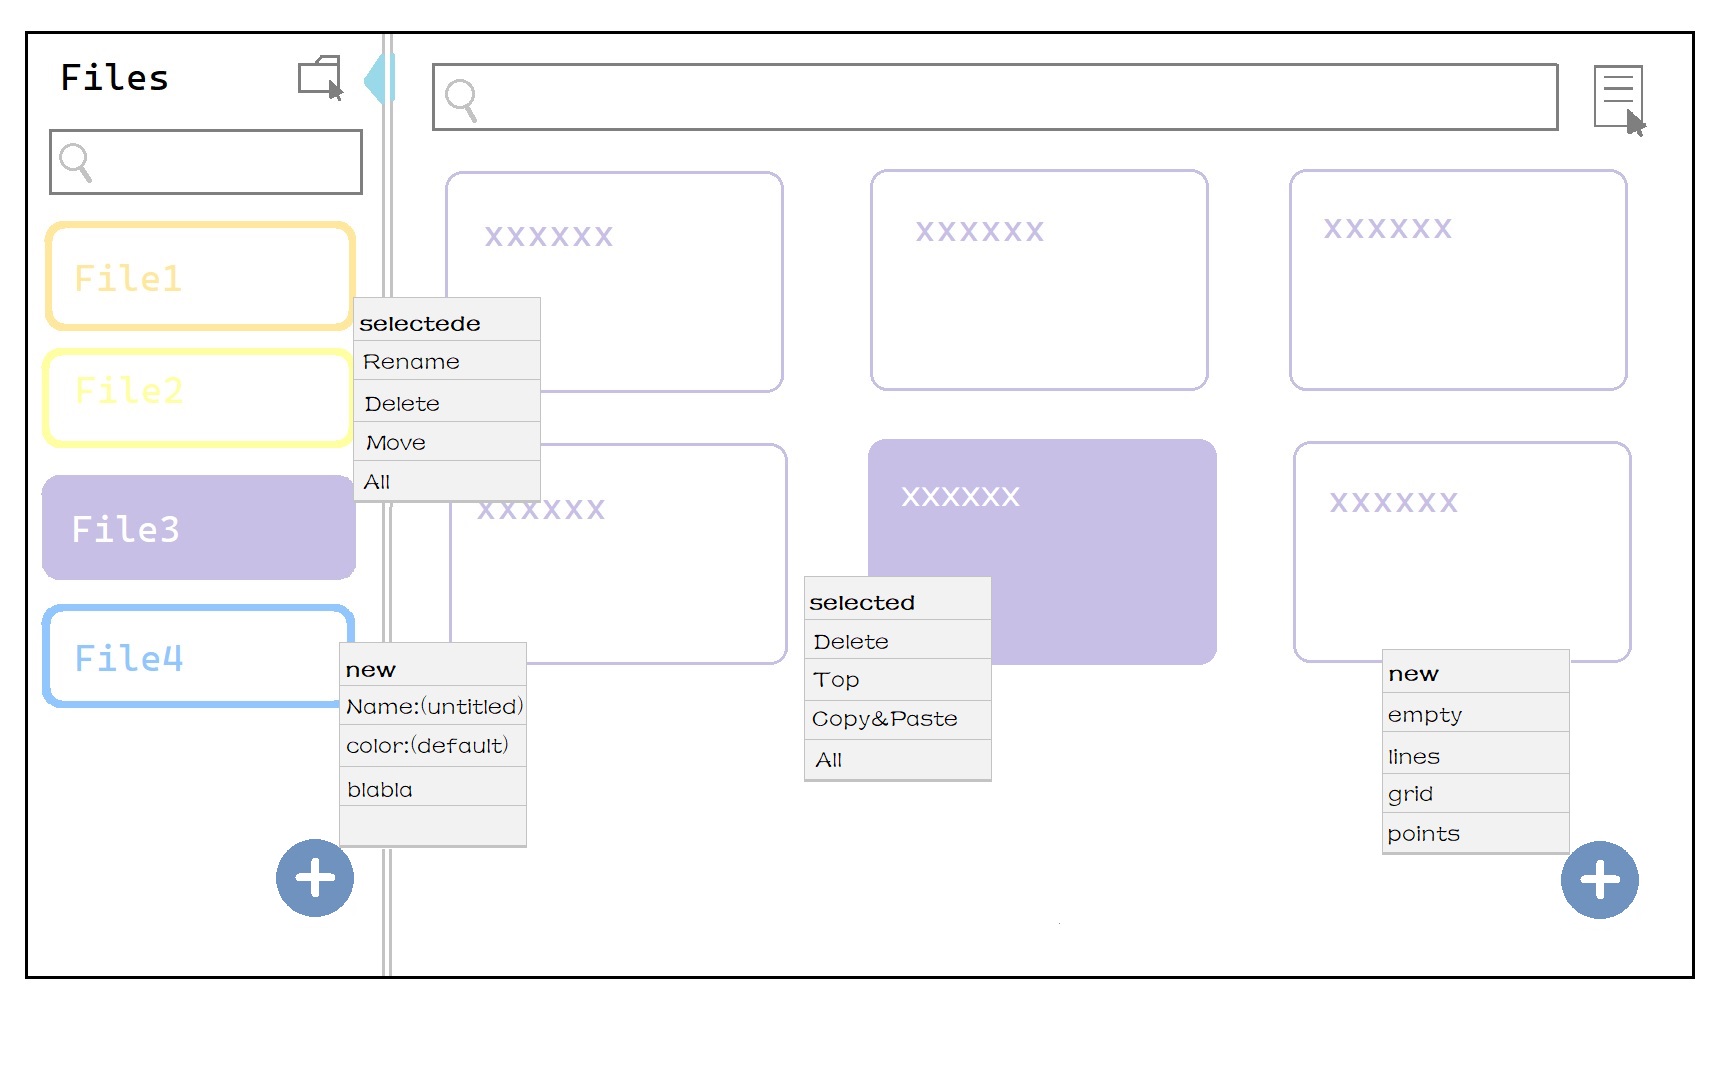 Files
File1
File2
File3
File4
selectede
Rename
Delete
Move
All
new
Name:(untitled)
color:(default)
blabla
xxxxxx
xxxxxx
xxxxxx
xxxxxx
xxxxxx
xxxxxx
selected
Delete
Top
Copy&Paste
All
new
empty
lines
grid
points